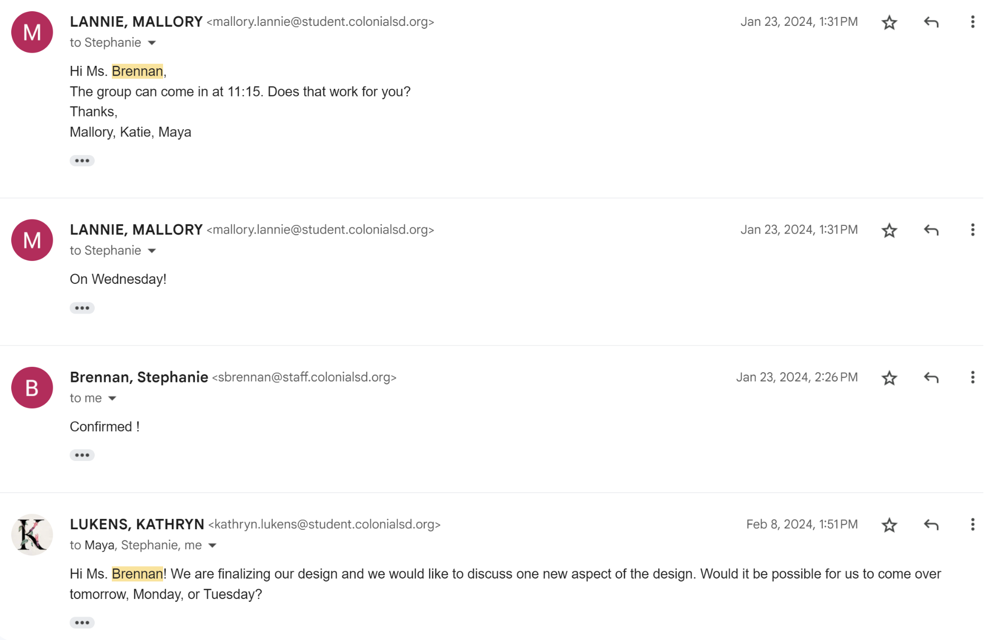 M
LANNIE, MALLORY <mallory.lannie@student.colonialsd.org> Jan 23, 2024, 1:31 PM
to Stephanie
Hi Ms. Brennan,
The group can come in at 11:15. Does that work for you?
Thanks,
Mallory, Katie, Maya
M
LANNIE, MALLORY <mallory.lannie@student.colonialsd.org> Jan 23, 2024, 1:31 PM
to Stephanie
On Wednesday!
B
Brennan, Stephanie <sbrennan@staff.colonialsd.org> Jan 23, 2024, 2:26 PM
to me
Confirmed !
K
LUKENS, KATHRYN <kathryn.lukens@student.colonialsd.org> Feb 8, 2024, 1:51 PM
to Maya, Stephanie, me
Hi Ms. Brennan! We are finalizing our design and we would like to discuss one new aspect of the design. Would it be possible for us to come over
tomorrow, Monday, or Tuesday?